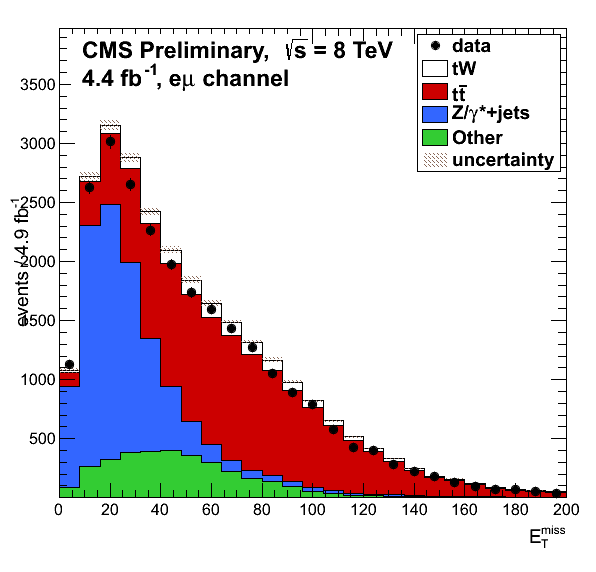 CMS Preliminary, √s = 8 TeV
4.4 fb⁻¹, eμ channel
data
tW
tt̄
Z/γ*+jets
Other
uncertainty
events / 4.9 fb⁻¹
3500
3000
2500
2000
1500
1000
500
0 20 40 60 80 100 120 140 160 180 200
E_T^miss